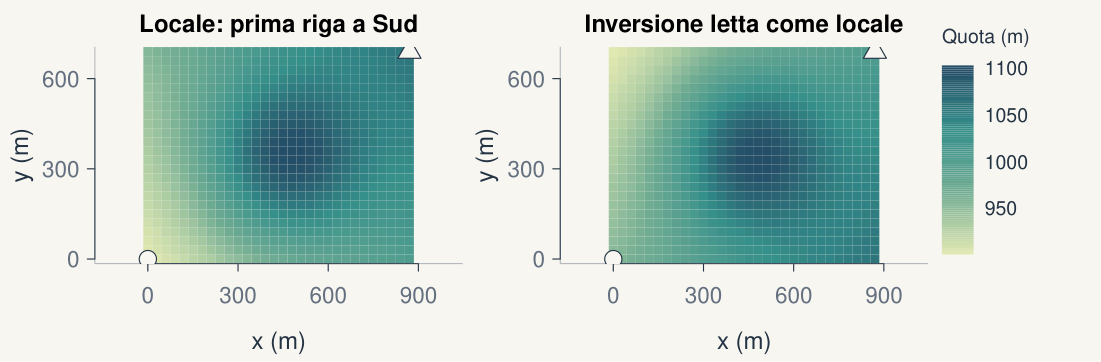 Locale: prima riga a Sud
Inversione letta come locale
Quota (m)
1100
1050
1000
950
y (m)
600
300
0
0 300 600 900
x (m)
y (m)
600
300
0
0 300 600 900
x (m)